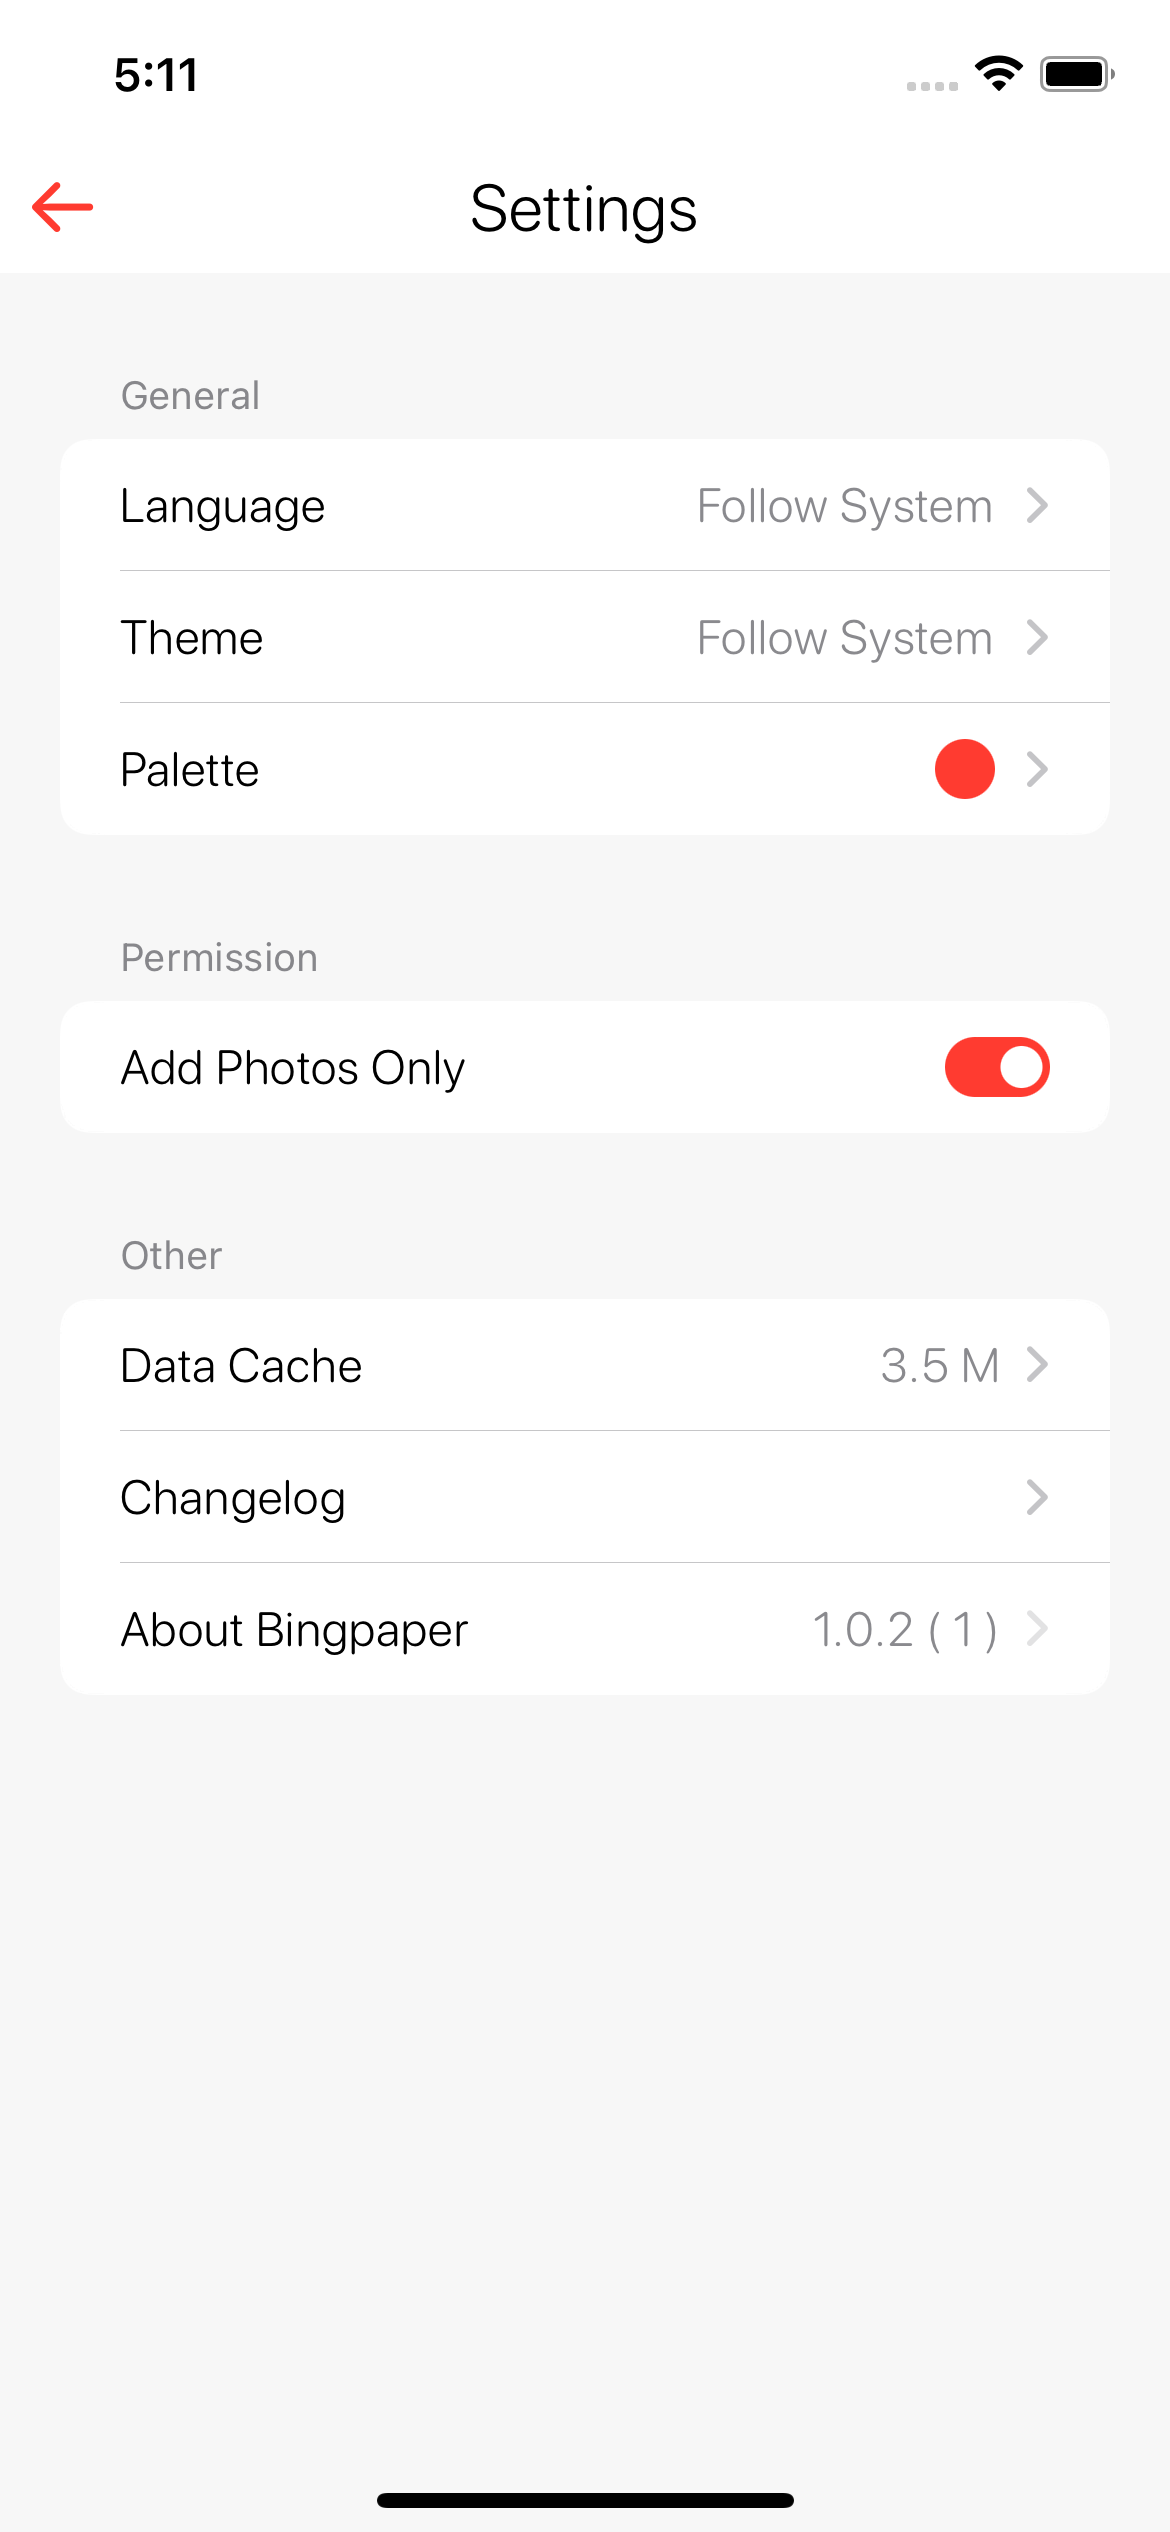 5:11
Settings
General
Language Follow System
Theme Follow System
Palette
Permission
Add Photos Only
Other
Data Cache 3.5 M
Changelog
About Bingpaper 1.0.2 ( 1 )